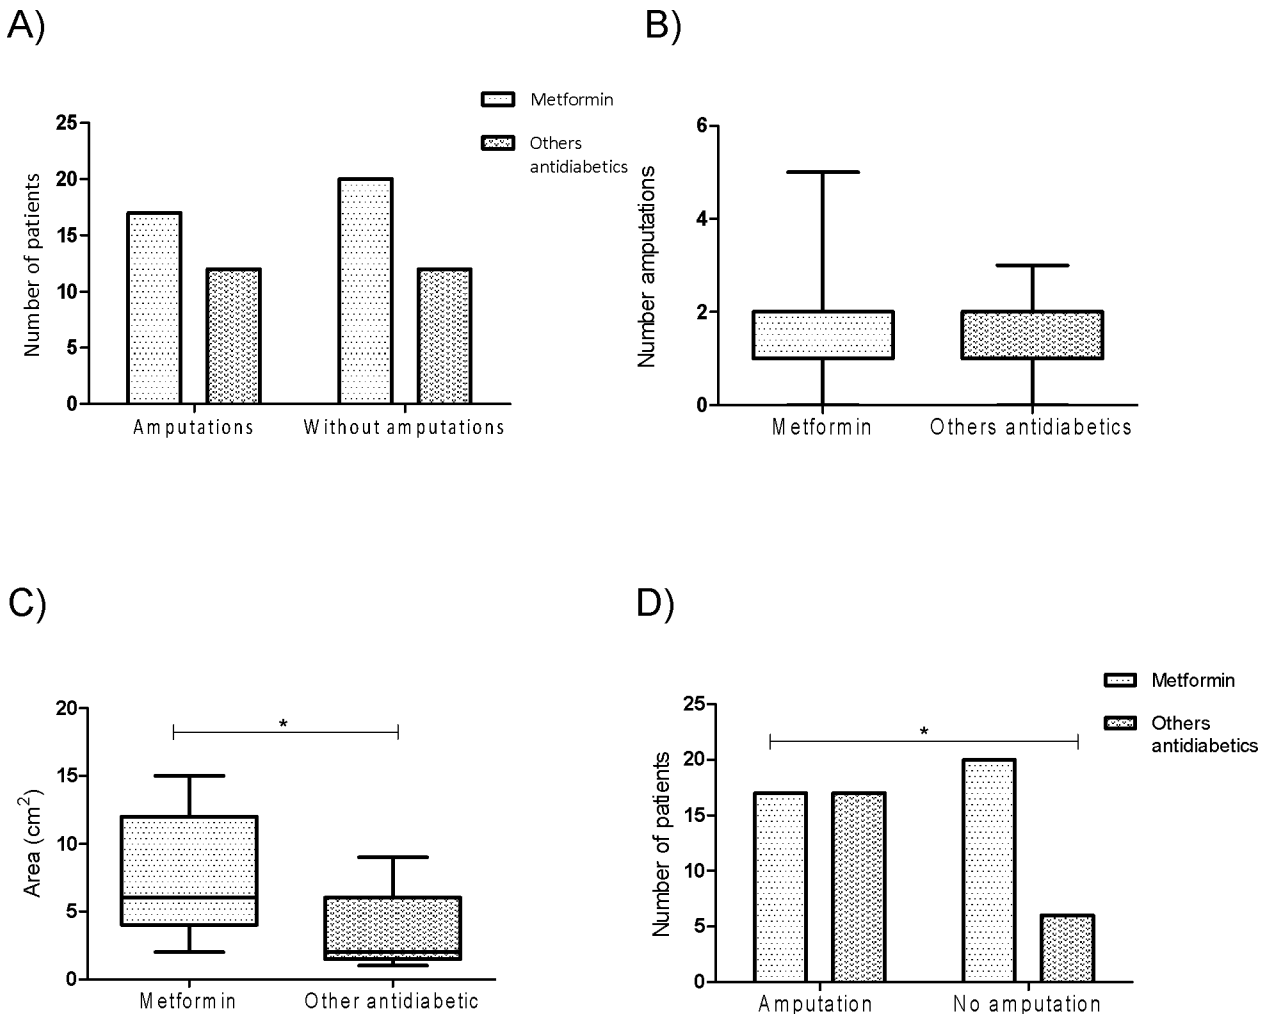 A)
Metformin
Others
antidiabetics
Number of patients
25
20
15
10
5
0
Amputations
Without amputations
B)
Number amputations
6
4
2
0
Metformin
Others antidiabetics
C)
Area (cm2)
20
15
10
5
0
*
Metformin
Other antidiabetic
D)
Metformin
Others
antidiabetics
Number of patients
25
20
15
10
5
0
*
Amputation
No amputation